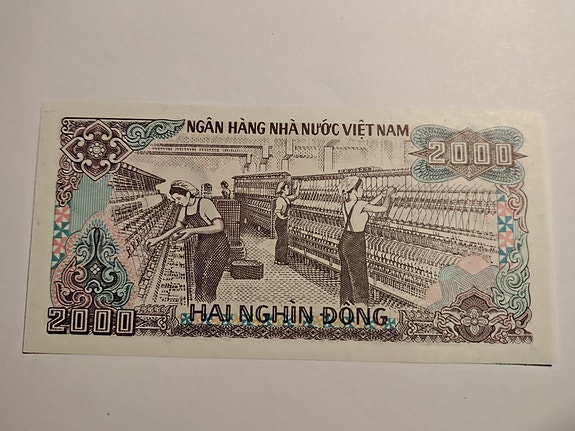 NGÂN HÀNG NHÀ NƯỚC VIỆT NAM
2000
2000
HAI NGHÌN ĐỒNG